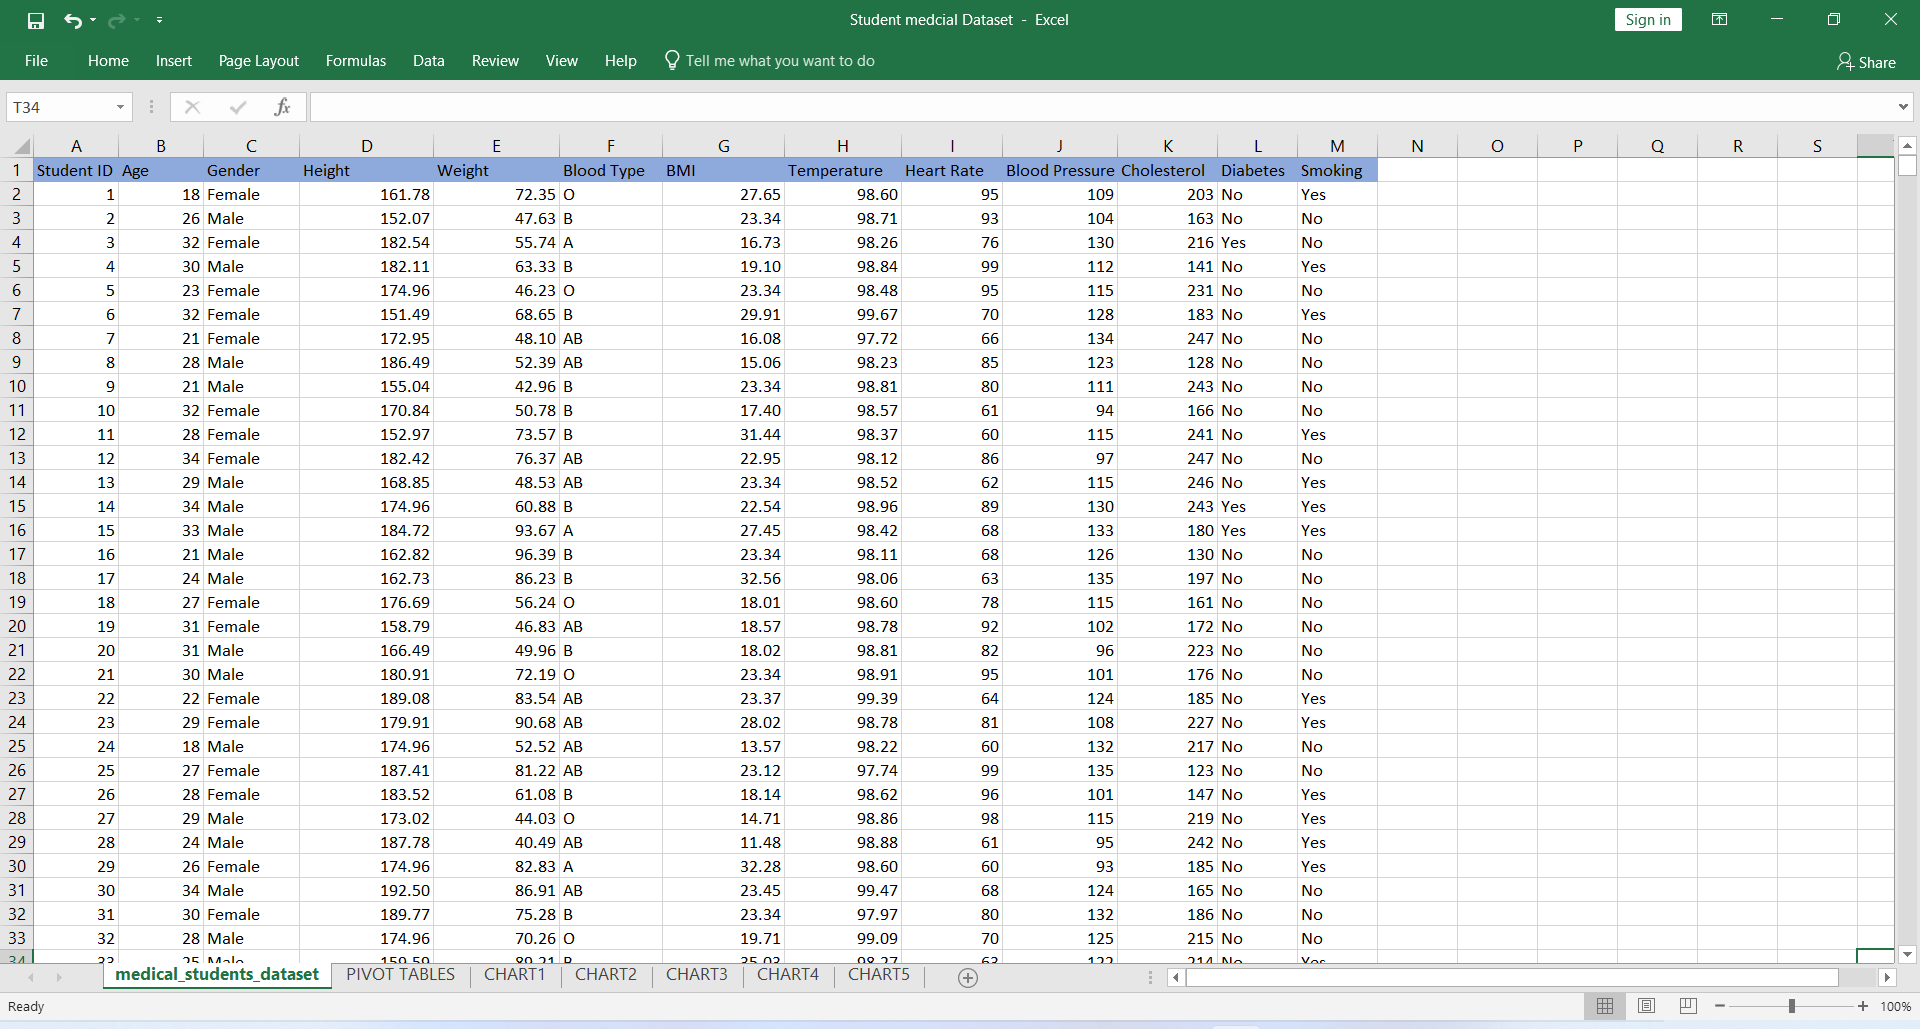 Student medcial Dataset - Excel
Sign in
File Home Insert Page Layout Formulas Data Review View Help Tell me what you want to do
Share
T34
fx
A B C D E F G H I J K L M N O P Q R S
1 Student ID Age Gender Height Weight Blood Type BMI Temperature Heart Rate Blood Pressure Cholesterol Diabetes Smoking
2 1 18 Female 161.78 72.35 O 27.65 98.60 95 109 203 No Yes
3 2 26 Male 152.07 47.63 B 23.34 98.71 93 104 163 No No
4 3 32 Female 182.54 55.74 A 16.73 98.26 76 130 216 Yes No
5 4 30 Male 182.11 63.33 B 19.10 98.84 99 112 141 No Yes
6 5 23 Female 174.96 46.23 O 23.34 98.48 95 115 231 No No
7 6 32 Female 151.49 68.65 B 29.91 99.67 70 128 183 No Yes
8 7 21 Female 172.95 48.10 AB 16.08 97.72 66 134 247 No No
9 8 28 Male 186.49 52.39 AB 15.06 98.23 85 123 128 No No
10 9 21 Male 155.04 42.96 B 23.34 98.81 80 111 243 No No
11 10 32 Female 170.84 50.78 B 17.40 98.57 61 94 166 No No
12 11 28 Female 152.97 73.57 B 31.44 98.37 60 115 241 No Yes
13 12 34 Female 182.42 76.37 AB 22.95 98.12 86 97 247 No No
14 13 29 Male 168.85 48.53 AB 23.34 98.52 62 115 246 No Yes
15 14 34 Male 174.96 60.88 B 22.54 98.96 89 130 243 Yes Yes
16 15 33 Male 184.72 93.67 A 27.45 98.42 68 133 180 Yes Yes
17 16 21 Male 162.82 96.39 B 23.34 98.11 68 126 130 No No
18 17 24 Male 162.73 86.23 B 32.56 98.06 63 135 197 No No
19 18 27 Female 176.69 56.24 O 18.01 98.60 78 115 161 No No
20 19 31 Female 158.79 46.83 AB 18.57 98.78 92 102 172 No No
21 20 31 Male 166.49 49.96 B 18.02 98.81 82 96 223 No No
22 21 30 Male 180.91 72.19 O 23.34 98.91 95 101 176 No No
23 22 22 Female 189.08 83.54 AB 23.37 99.39 64 124 185 No Yes
24 23 29 Female 179.91 90.68 AB 28.02 98.78 81 108 227 No Yes
25 24 18 Male 174.96 52.52 AB 13.57 98.22 60 132 217 No No
26 25 27 Female 187.41 81.22 AB 23.12 97.74 99 135 123 No No
27 26 28 Female 183.52 61.08 B 18.14 98.62 96 101 147 No Yes
28 27 29 Male 173.02 44.03 O 14.71 98.86 98 115 219 No Yes
29 28 24 Male 187.78 40.49 AB 11.48 98.88 61 95 242 No Yes
30 29 26 Female 174.96 82.83 A 32.28 98.60 60 93 185 No Yes
31 30 34 Male 192.50 86.91 AB 23.45 99.47 68 124 165 No No
32 31 30 Female 189.77 75.28 B 23.34 97.97 80 132 186 No No
33 32 28 Male 174.96 70.26 O 19.71 99.09 70 125 215 No No
34 33 25 Male
medical_students_dataset PIVOT TABLES CHART1 CHART2 CHART3 CHART4 CHART5
Ready
100%